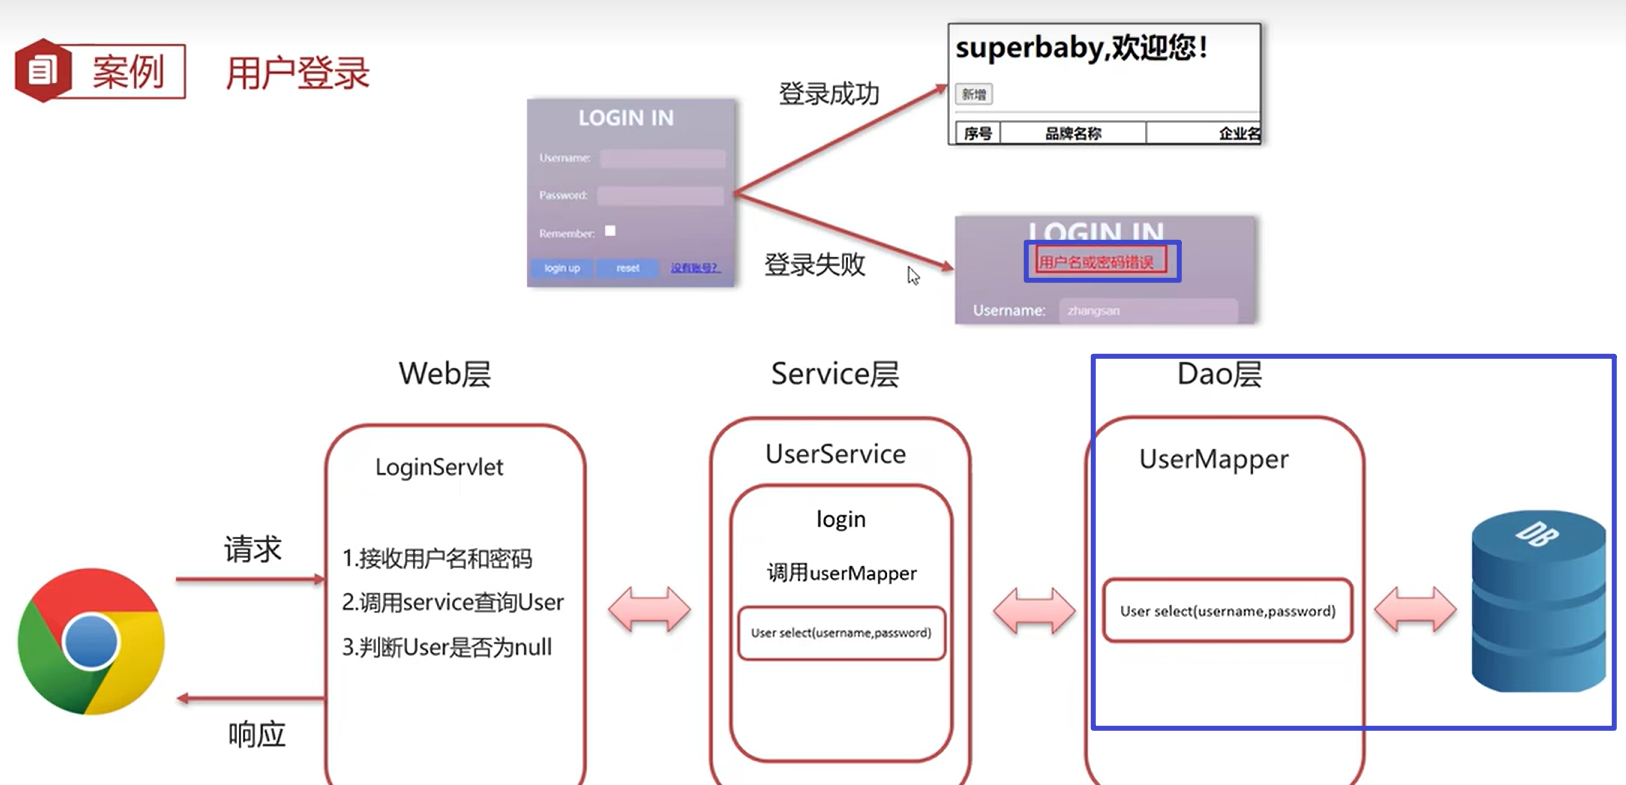 案例
用户登录
LOGIN IN
Username:
Password:
Remember:
login up
reset
没有账号?
登录成功
登录失败
superbaby,欢迎您!
新增
序号
品牌名称
企业名
LOGIN IN
用户名或密码错误
Username:
zhangsan
Web层
Service层
Dao层
LoginServlet
1.接收用户名和密码
2.调用service查询User
3.判断User是否为null
请求
响应
UserService
login
调用userMapper
User select(username,password)
UserMapper
User select(username,password)
DB